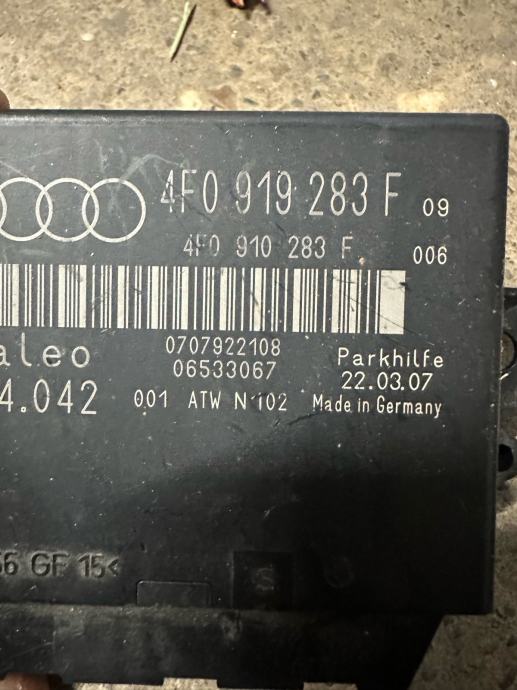 4F0 919 283 F 09
4F0 910 283 F 006
aleo 0707922108 Parkhilfe
06533067 22.03.07
4.042 001 ATW N 102 Made in Germany
66 GF 15<
S